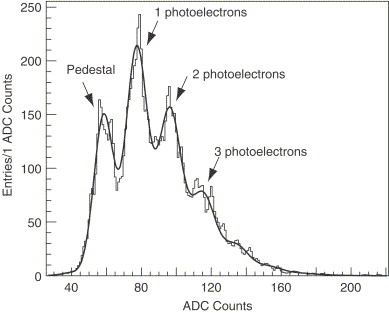 250
1 photoelectrons
200
Pedestal
2 photoelectrons
150
3 photoelectrons
100
50
0
40
80
120
160
200
Entries/1 ADC Counts
ADC Counts